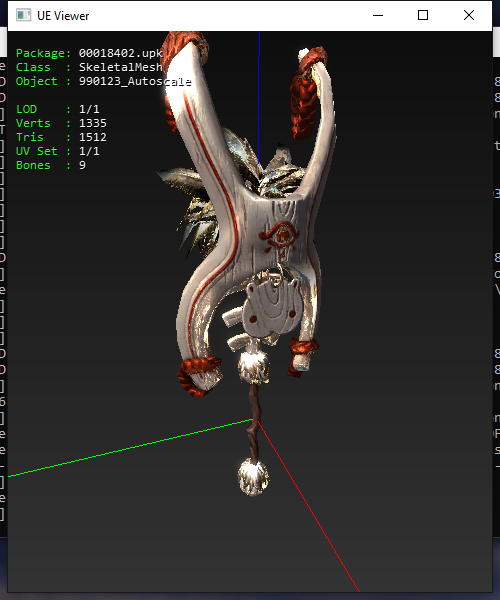 UE Viewer
Package: 00018402.upk
Class : SkeletalMesh
Object : 990123_Autoscale
LOD : 1/1
Verts : 1335
Tris : 1512
UV Set : 1/1
Bones : 9